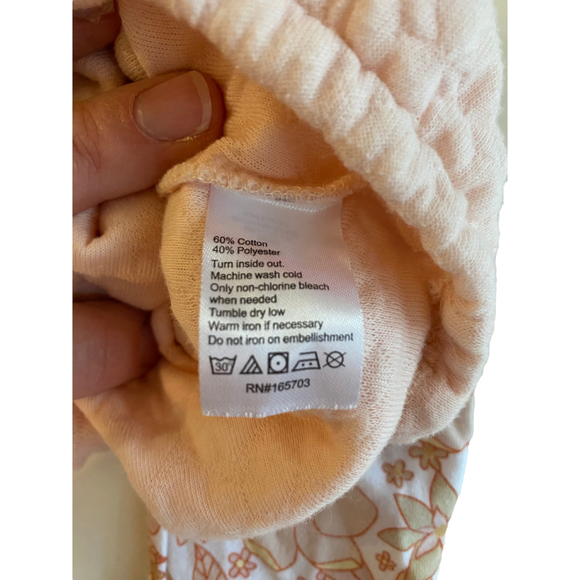 60% Cotton
40% Polyester
Turn inside out.
Machine wash cold
Only non-chlorine bleach
when needed
Tumble dry low
Warm iron if necessary
Do not iron on embellishment
30°
RN#165703